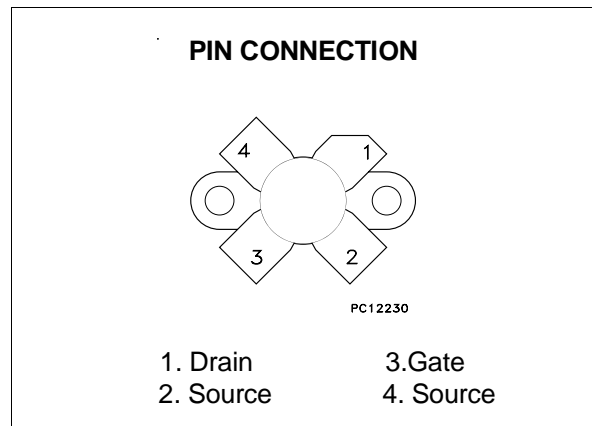 PIN CONNECTION
4
1
3
2
PC12230
1. Drain 3.Gate
2. Source 4. Source